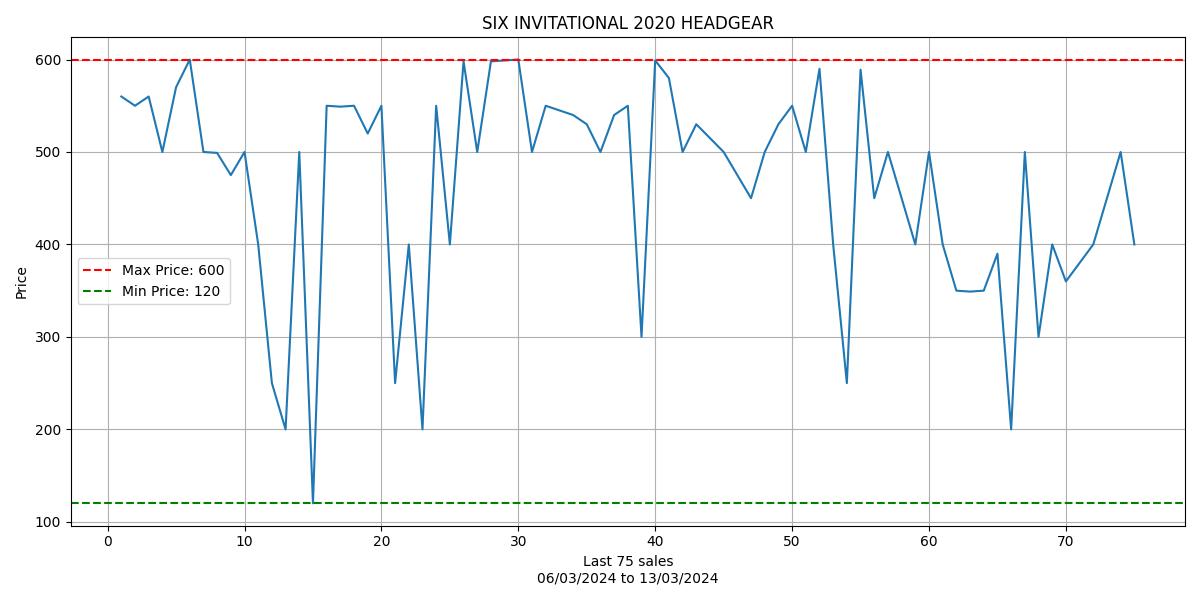 SIX INVITATIONAL 2020 HEADGEAR
600
500
400
300
200
100
Price
Max Price: 600
Min Price: 120
0 10 20 30 40 50 60 70
Last 75 sales
06/03/2024 to 13/03/2024